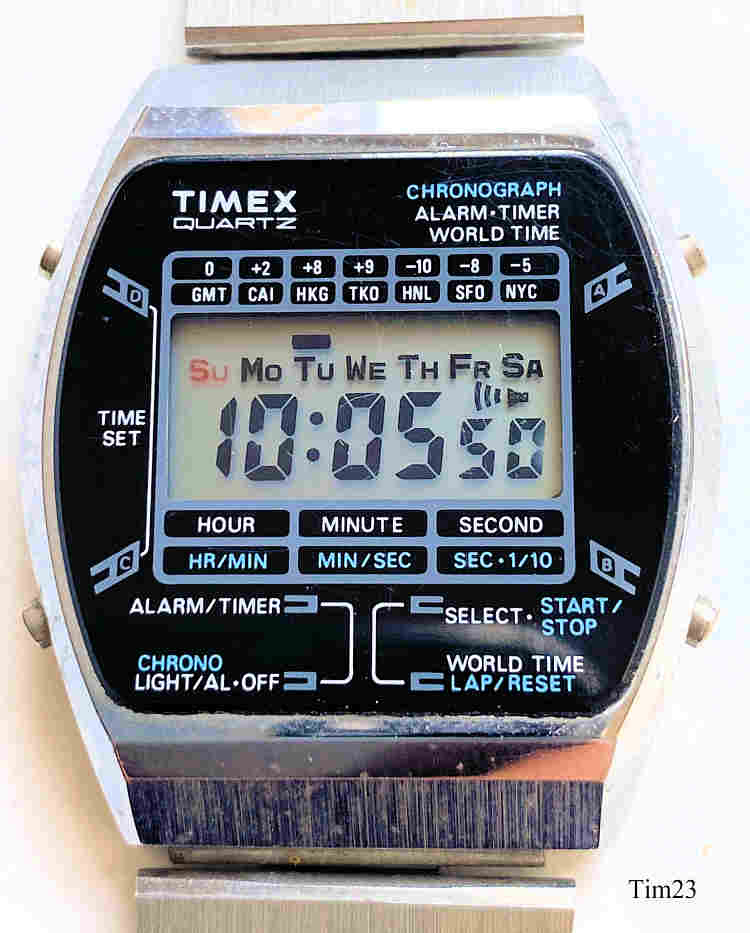 TIMEX
QUARTZ
CHRONOGRAPH
ALARM·TIMER
WORLD TIME
0 +2 +8 +9 -10 -8 -5
GMT CAI HKG TKO HNL SFO NYC
D
A
SU MO TU WE TH FR SA
10:05 50
TIME
SET
HOUR MINUTE SECOND
HR/MIN MIN/SEC SEC·1/10
C
B
ALARM/TIMER
SELECT· START/
STOP
CHRONO
LIGHT/AL·OFF
WORLD TIME
LAP/RESET
Tim23